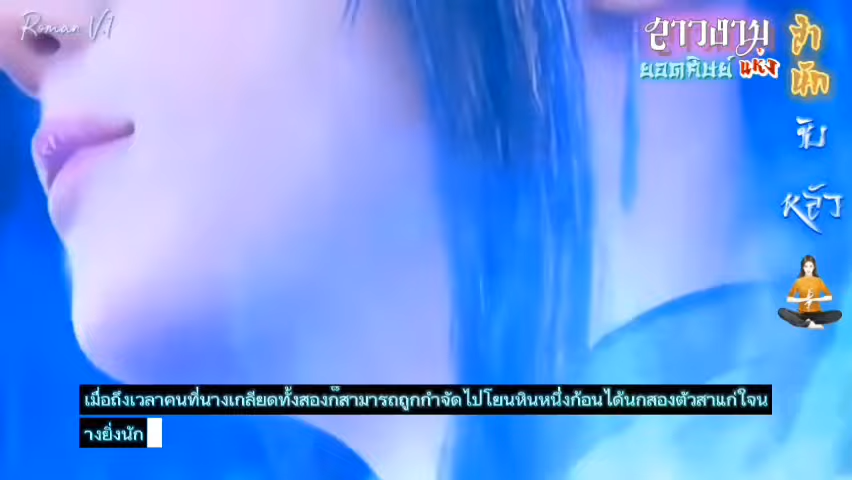 Roman V.1
สาวงาม
ยอดศิษย์ แห่ง
สำ
นัก
จับ
หลัว
เมื่อถึงเวลาคนที่นางเกลียดทั้งสองก็สามารถถูกกำจัดไปโยนหินหนึ่งก้อนได้นกสองตัวสาแก่ใจน
างยิ่งนัก